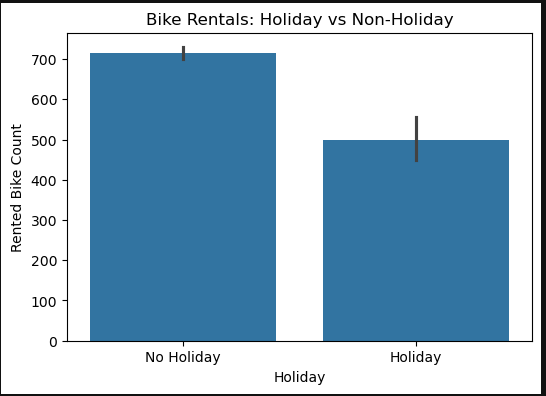 Bike Rentals: Holiday vs Non-Holiday
Rented Bike Count
700
600
500
400
300
200
100
0
No Holiday
Holiday
Holiday